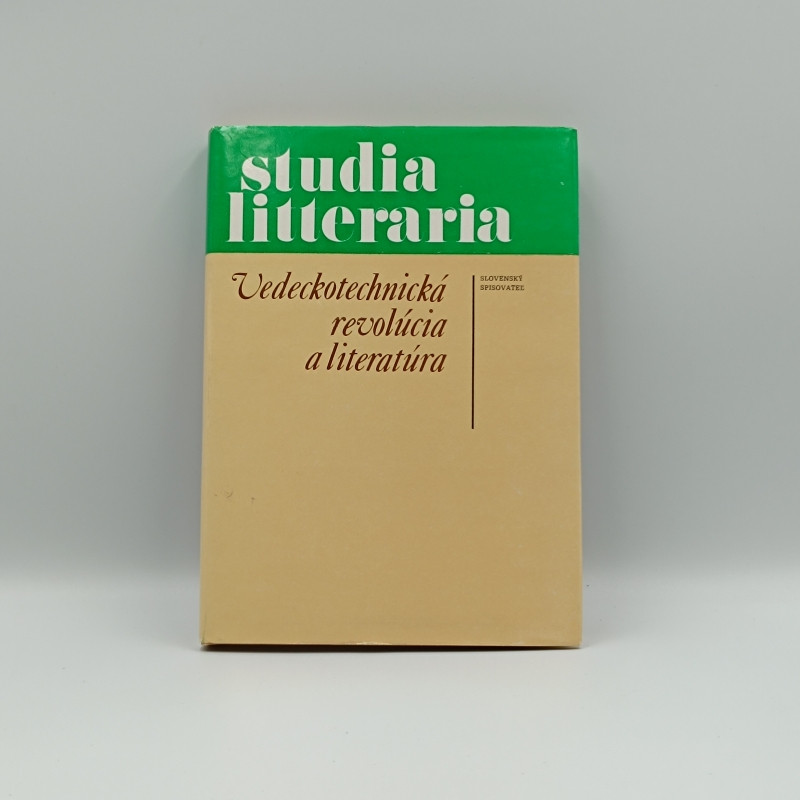 studia
litteraria
Vedeckotechnická
revolúcia
a literatúra
SLOVENSKÝ
SPISOVATEĽ